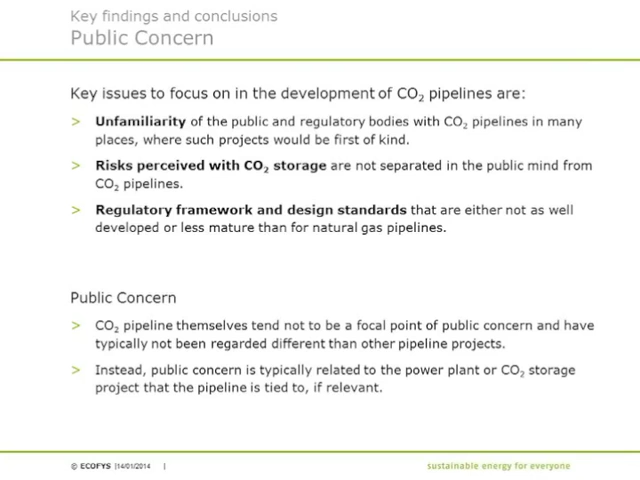 Key findings and conclusions
Public Concern
Key issues to focus on in the development of CO₂ pipelines are:
> Unfamiliarity of the public and regulatory bodies with CO₂ pipelines in many
places, where such projects would be first of kind.
> Risks perceived with CO₂ storage are not separated in the public mind from
CO₂ pipelines.
> Regulatory framework and design standards that are either not as well
developed or less mature than for natural gas pipelines.
Public Concern
> CO₂ pipeline themselves tend not to be a focal point of public concern and have
typically not been regarded different than other pipeline projects.
> Instead, public concern is typically related to the power plant or CO₂ storage
project that the pipeline is tied to, if relevant.
© ECOFYS |14/01/2014 | sustainable energy for everyone